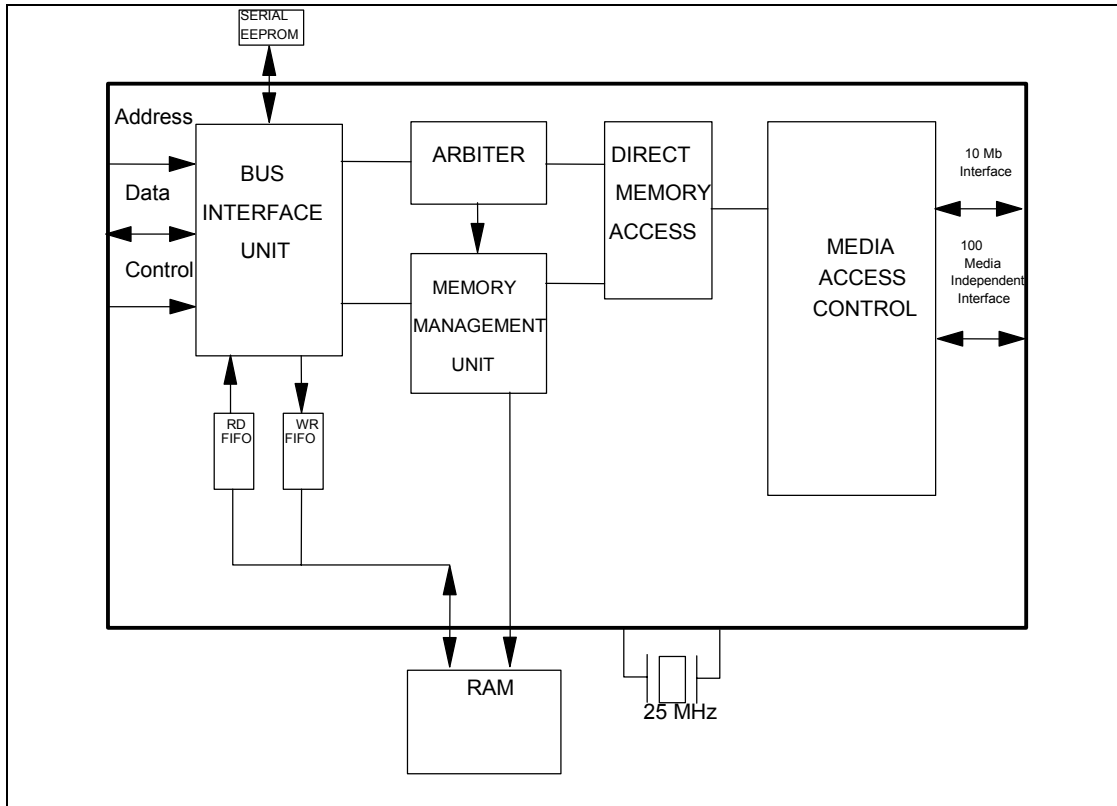 SERIAL
EEPROM
Address
Data
Control
BUS
INTERFACE
UNIT
ARBITER
MEMORY
MANAGEMENT
UNIT
DIRECT
MEMORY
ACCESS
MEDIA
ACCESS
CONTROL
10 Mb
Interface
100
Media
Independent
Interface
RD
FIFO
WR
FIFO
RAM
25 MHz